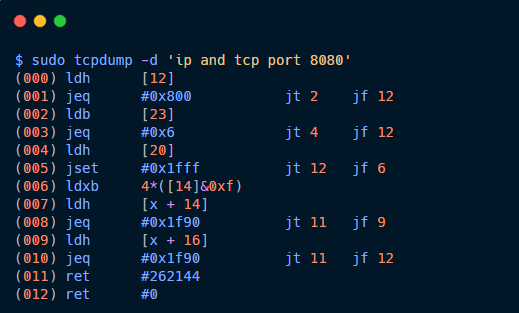 $ sudo tcpdump -d 'ip and tcp port 8080'
(000) ldh      [12]
(001) jeq      #0x800           jt 2    jf 12
(002) ldb      [23]
(003) jeq      #0x6             jt 4    jf 12
(004) ldh      [20]
(005) jset     #0x1fff          jt 12   jf 6
(006) ldxb     4*([14]&0xf)
(007) ldh      [x + 14]
(008) jeq      #0x1f90          jt 11   jf 9
(009) ldh      [x + 16]
(010) jeq      #0x1f90          jt 11   jf 12
(011) ret      #262144
(012) ret      #0